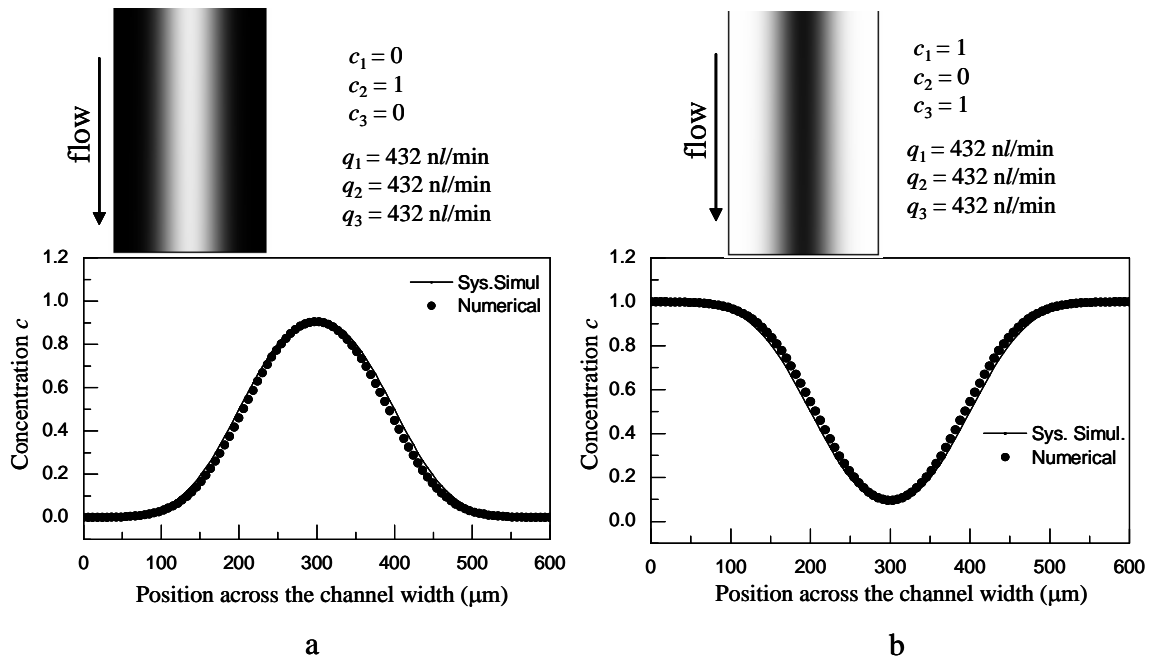 flow
c₁ = 0
c₂ = 1
c₃ = 0
q₁ = 432 nl/min
q₂ = 432 nl/min
q₃ = 432 nl/min
1.2
1.0
0.8
0.6
0.4
0.2
0.0
Concentration c
Sys.Simul
Numerical
0 100 200 300 400 500 600
Position across the channel width (μm)
a
flow
c₁ = 1
c₂ = 0
c₃ = 1
q₁ = 432 nl/min
q₂ = 432 nl/min
q₃ = 432 nl/min
1.2
1.0
0.8
0.6
0.4
0.2
0.0
Concentration c
Sys. Simul.
Numerical
0 100 200 300 400 500 600
Position across the channel width (μm)
b